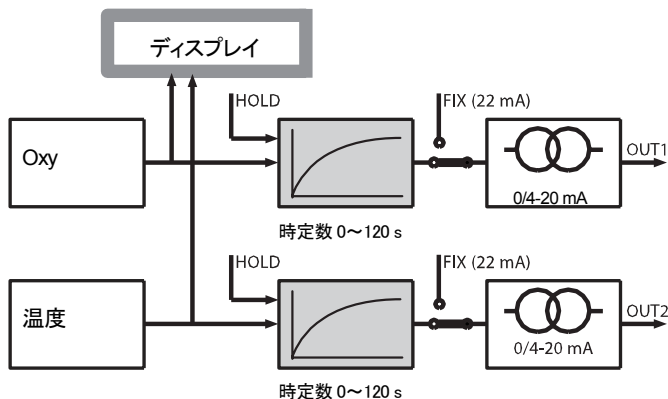 ディスプレイ
HOLD
FIX (22 mA)
Oxy
OUT1
0/4-20 mA
時定数 0～120 s
HOLD
FIX (22 mA)
温度
OUT2
0/4-20 mA
時定数 0～120 s